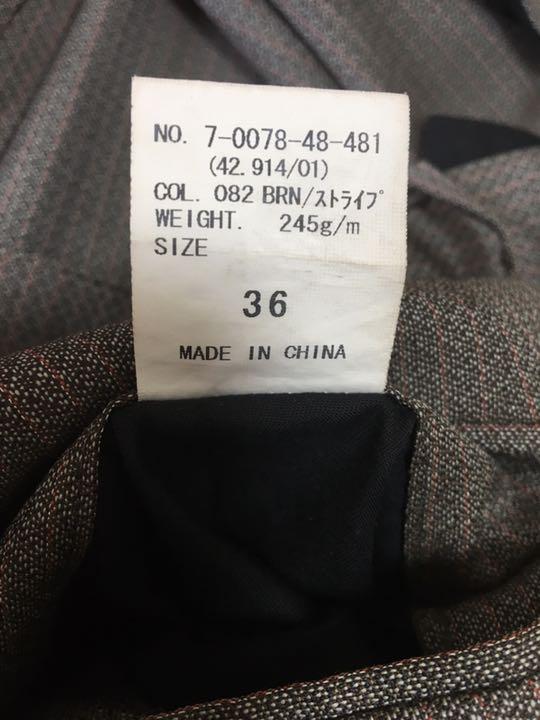 NO. 7-0078-48-481
(42.914/01)
COL. 082 BRN/ストライプ
WEIGHT. 245g/m
SIZE
36
MADE IN CHINA